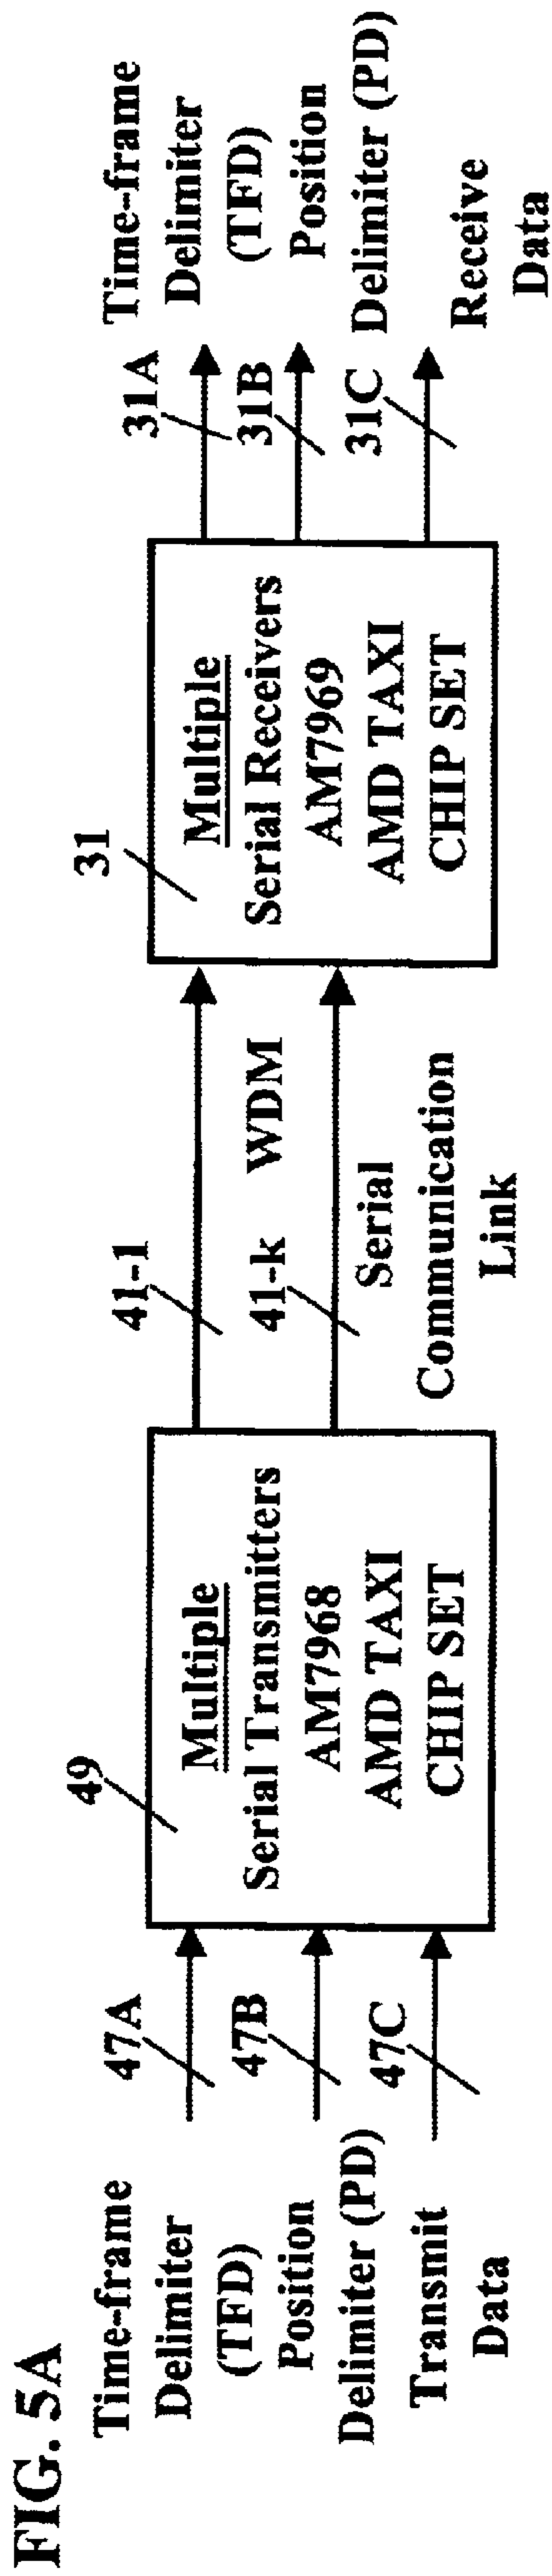 FIG. 5A
Time-frame
Delimiter
(TFD)
Position
Delimiter (PD)
Transmit
Data
47A
47B
47C
49
Multiple
Serial Transmitters
AM7968
AMD TAXI
CHIP SET
41-1
WDM
41-k
Serial
Communication
Link
31
Multiple
Serial Receivers
AM7969
AMD TAXI
CHIP SET
31A
31B
31C
Time-frame
Delimiter
(TFD)
Position
Delimiter (PD)
Receive
Data